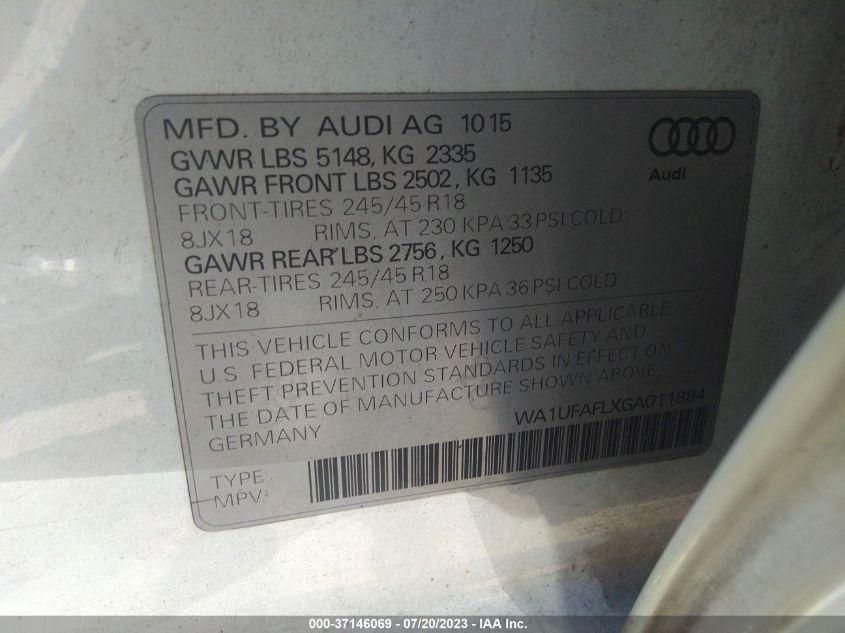 MFD. BY AUDI AG 1015
GVWR LBS 5148, KG 2335
GAWR FRONT LBS 2502, KG 1135
FRONT-TIRES 245/45 R18
8JX18 RIMS, AT 230 KPA 33 PSI COLD
GAWR REAR LBS 2756, KG 1250
REAR-TIRES 245/45 R18
8JX18 RIMS, AT 250 KPA 36 PSI COLD
Audi
THIS VEHICLE CONFORMS TO ALL APPLICABLE
U.S. FEDERAL MOTOR VEHICLE SAFETY AND
THEFT PREVENTION STANDARDS IN EFFECT ON
THE DATE OF MANUFACTURE SHOWN ABOVE.
GERMANY
WA1UFAFLXGA011884
TYPE:
MPV
000-37146069 - 07/20/2023 - IAA Inc.